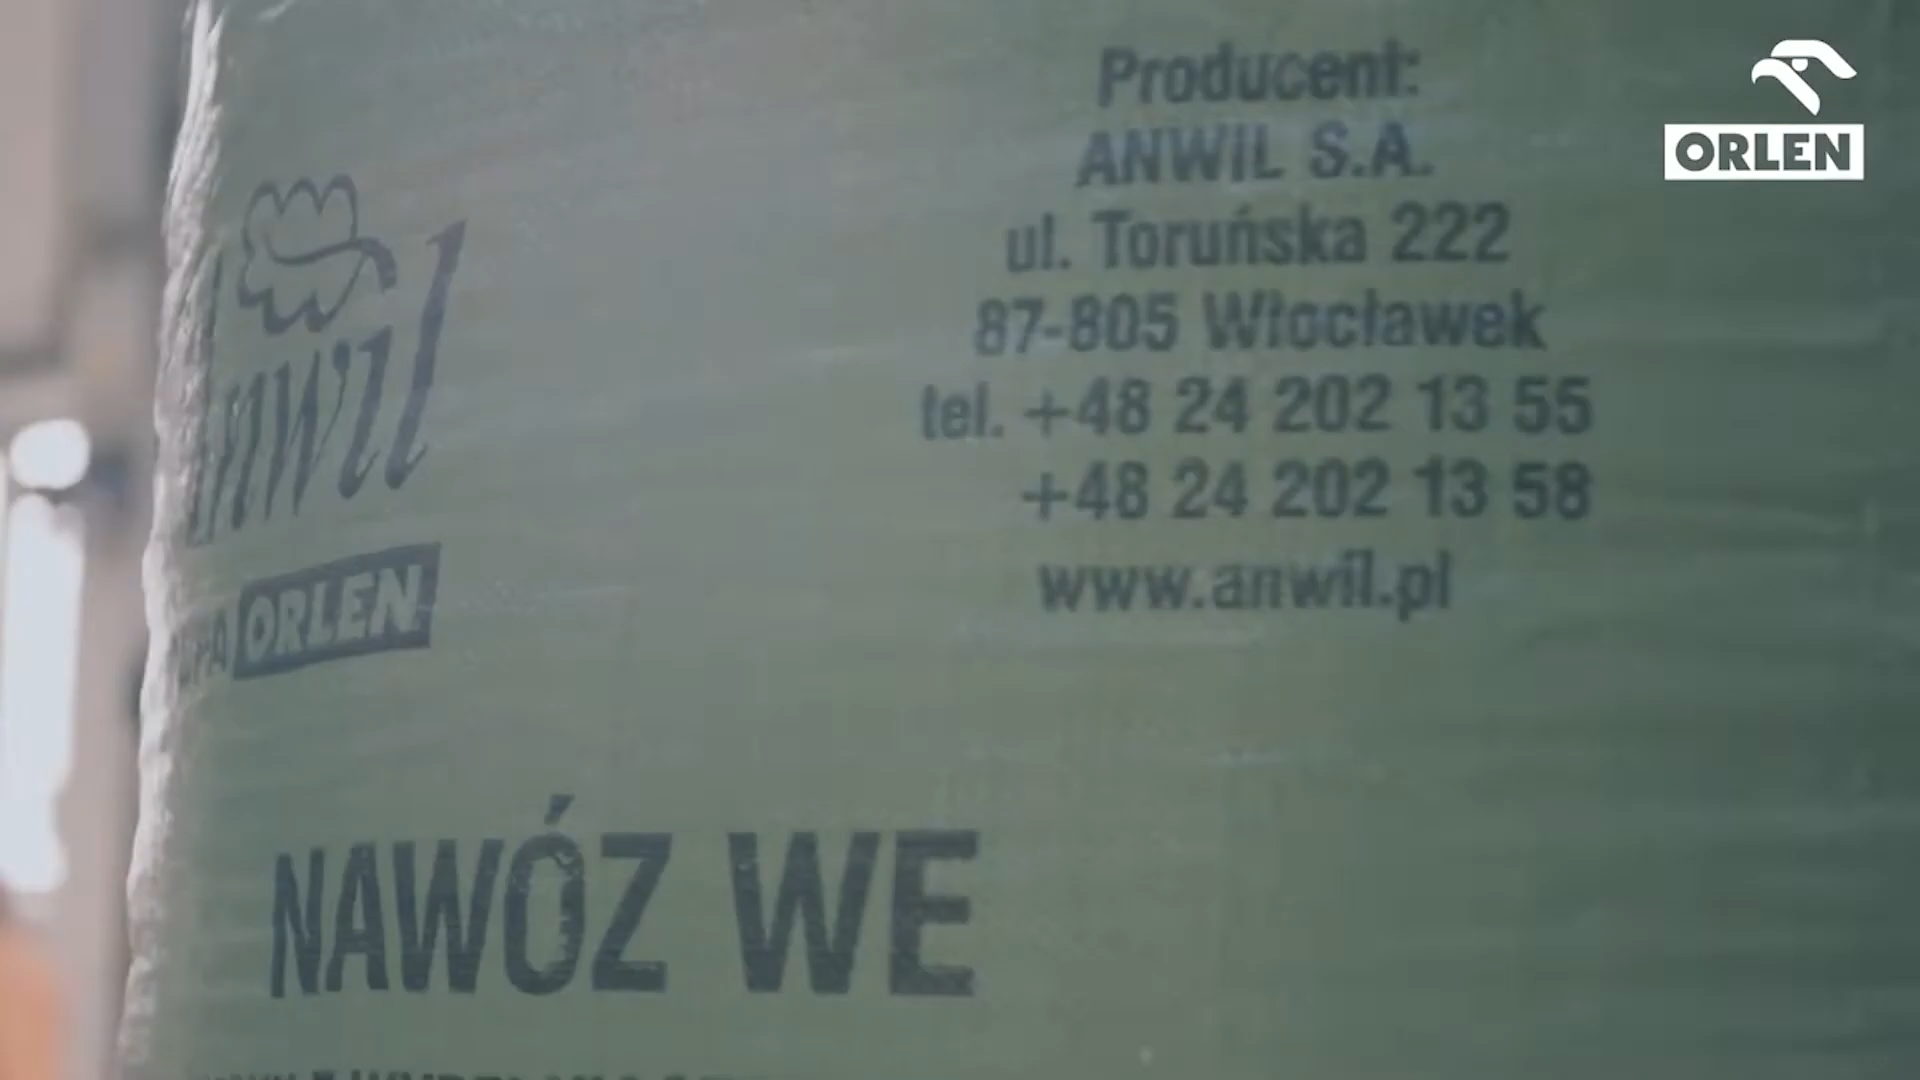 Producent:
ANWIL S.A.
ul. Toruńska 222
87-805 Włocławek
tel. +48 24 202 13 55
+48 24 202 13 58
www.anwil.pl
ORLEN
Anwil
ORLEN
NAWÓZ WE